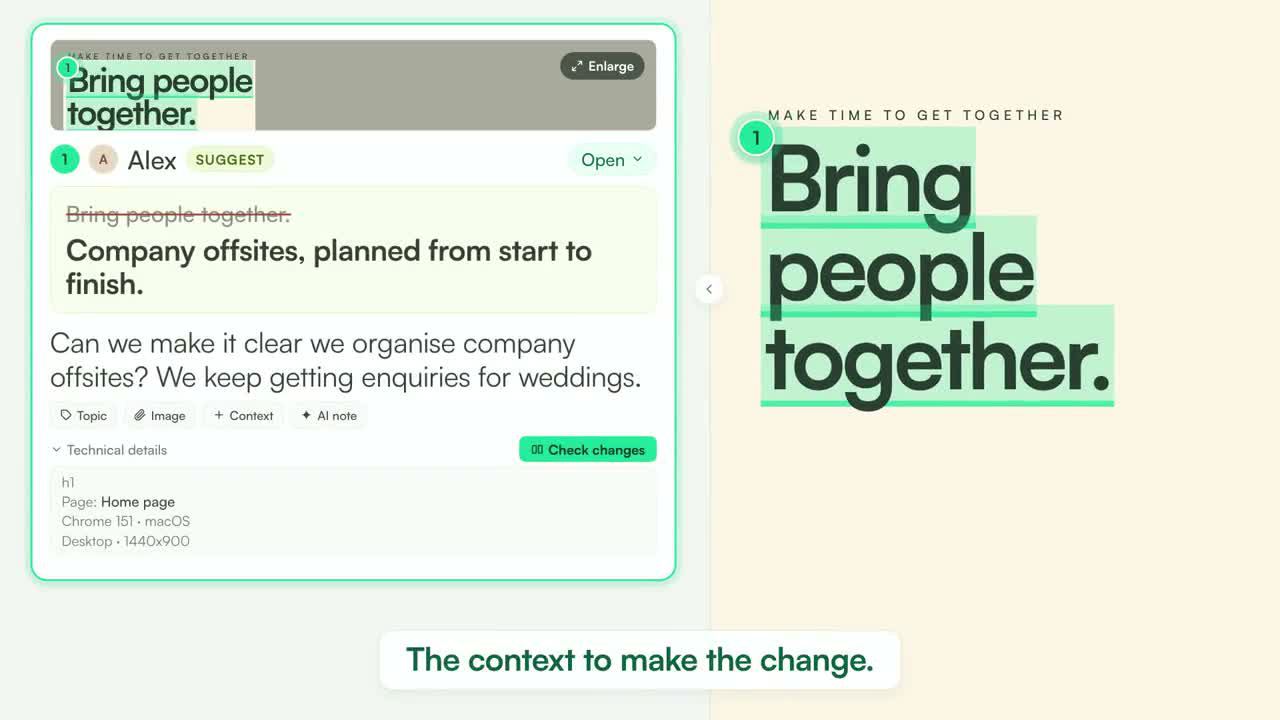 MAKE TIME TO GET TOGETHER
1
Bring people
together.
Enlarge
1 A Alex SUGGEST Open
Bring people together.
Company offsites, planned from start to
finish.
Can we make it clear we organise company
offsites? We keep getting enquiries for weddings.
Topic Image + Context AI note
Technical details Check changes
h1
Page: Home page
Chrome 151 · macOS
Desktop · 1440x900
MAKE TIME TO GET TOGETHER
1
Bring
people
together.
The context to make the change.